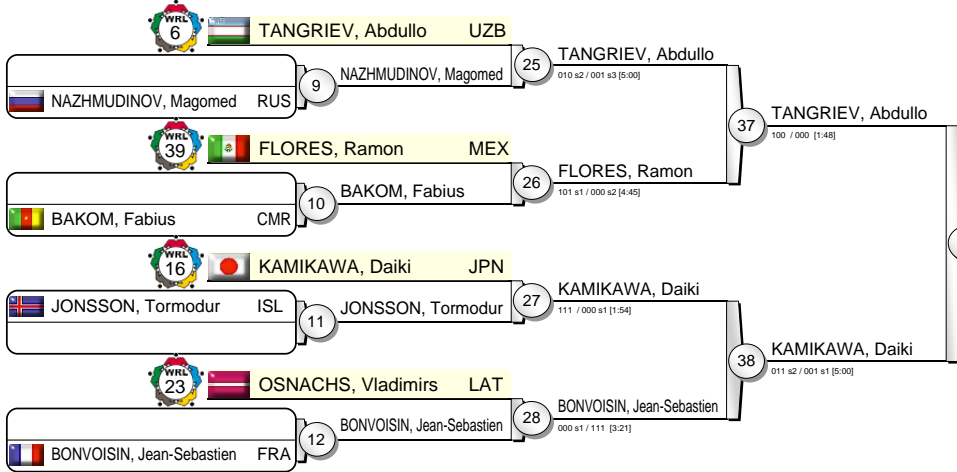 WRL
6
TANGRIEV, Abdullo UZB
25
TANGRIEV, Abdullo
010 s2 / 001 s3 [5:00]
NAZHMUDINOV, Magomed RUS
9
NAZHMUDINOV, Magomed
37
TANGRIEV, Abdullo
100 / 000 [1:48]
WRL
39
FLORES, Ramon MEX
26
FLORES, Ramon
101 s1 / 000 s2 [4:45]
BAKOM, Fabius CMR
10
BAKOM, Fabius
WRL
16
KAMIKAWA, Daiki JPN
27
KAMIKAWA, Daiki
111 / 000 s1 [1:54]
JONSSON, Tormodur ISL
11
JONSSON, Tormodur
38
KAMIKAWA, Daiki
011 s2 / 001 s1 [5:00]
WRL
23
OSNACHS, Vladimirs LAT
28
BONVOISIN, Jean-Sebastien
000 s1 / 111 [3:21]
BONVOISIN, Jean-Sebastien FRA
12
BONVOISIN, Jean-Sebastien